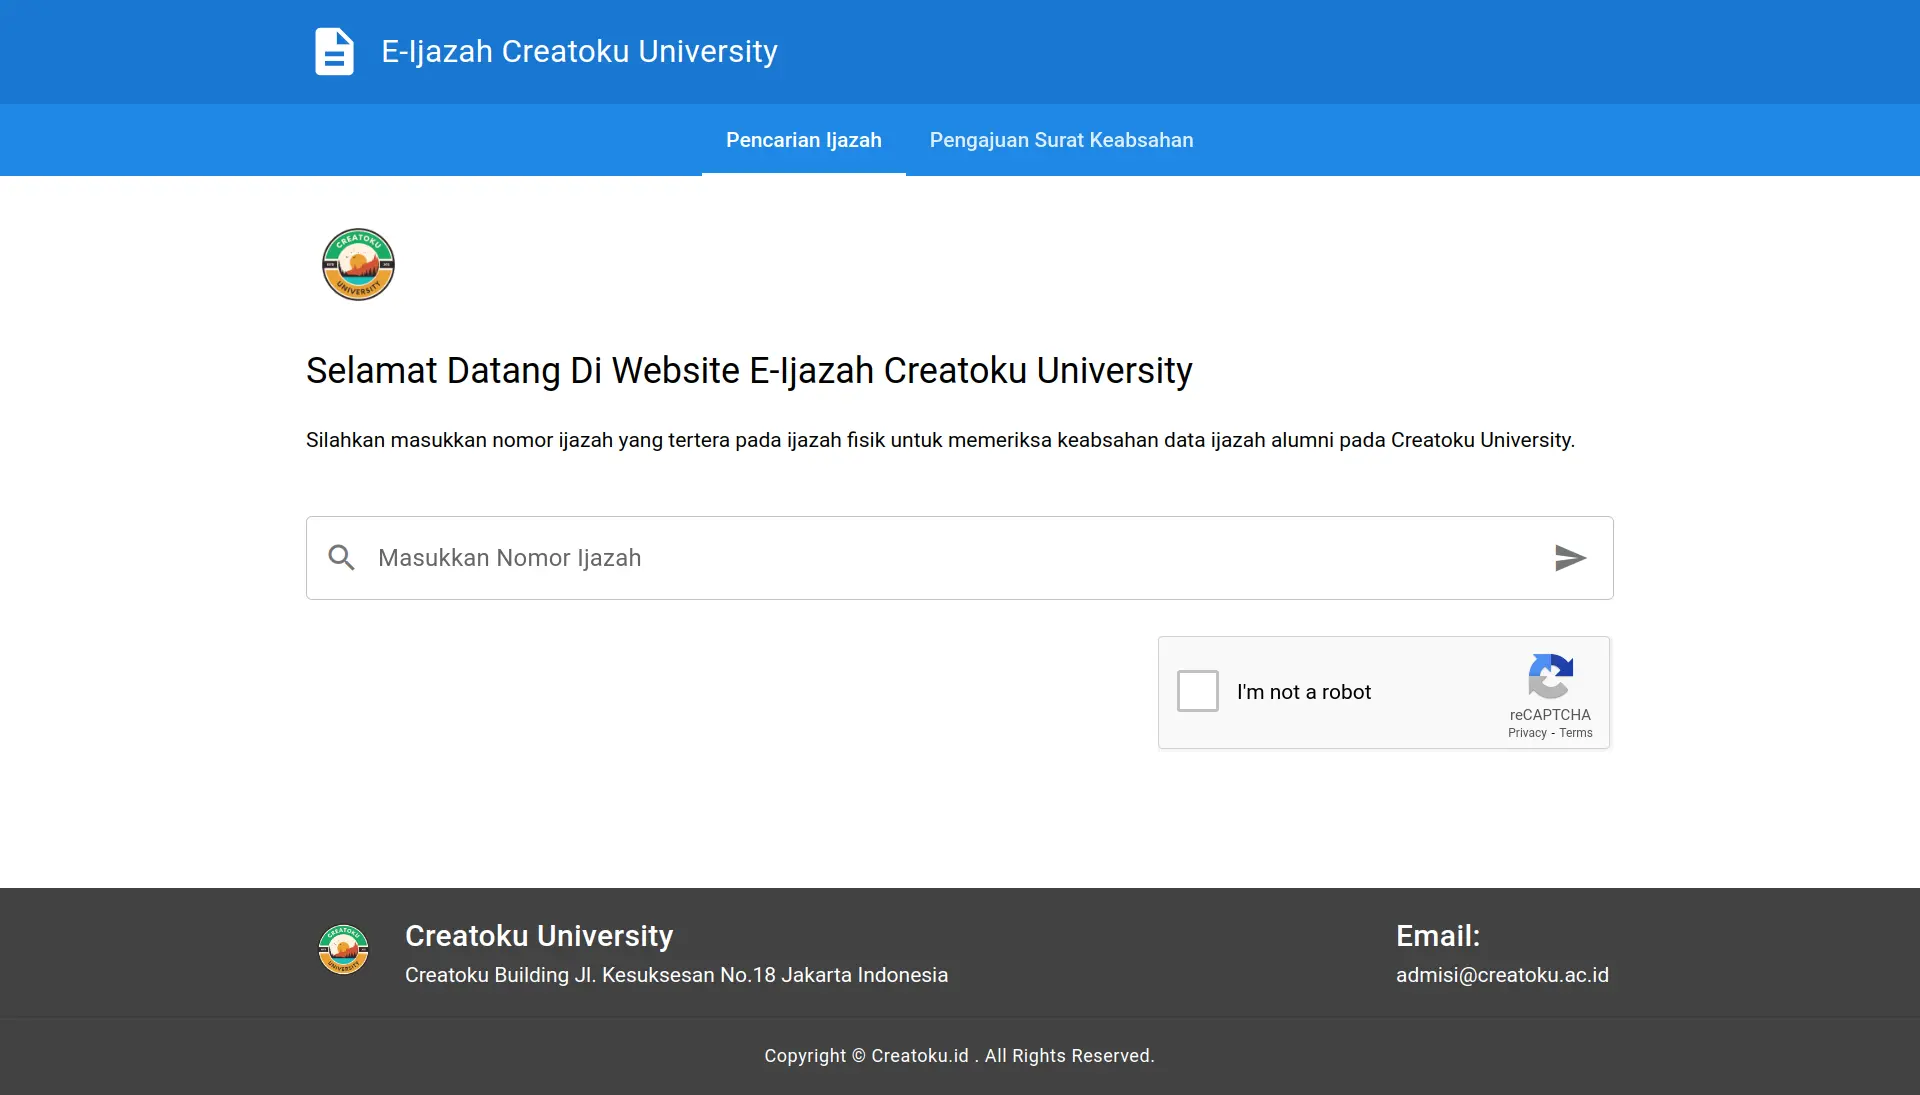 E-Ijazah Creatoku University
Pencarian Ijazah
Pengajuan Surat Keabsahan
CREATOKU
UNIVERSITY
Selamat Datang Di Website E-Ijazah Creatoku University
Silahkan masukkan nomor ijazah yang tertera pada ijazah fisik untuk memeriksa keabsahan data ijazah alumni pada Creatoku University.
Masukkan Nomor Ijazah
I'm not a robot
reCAPTCHA
Privacy - Terms
CREATOKU
UNIVERSITY
Creatoku University
Creatoku Building Jl. Kesuksesan No.18 Jakarta Indonesia
Email:
admisi@creatoku.ac.id
Copyright © Creatoku.id . All Rights Reserved.